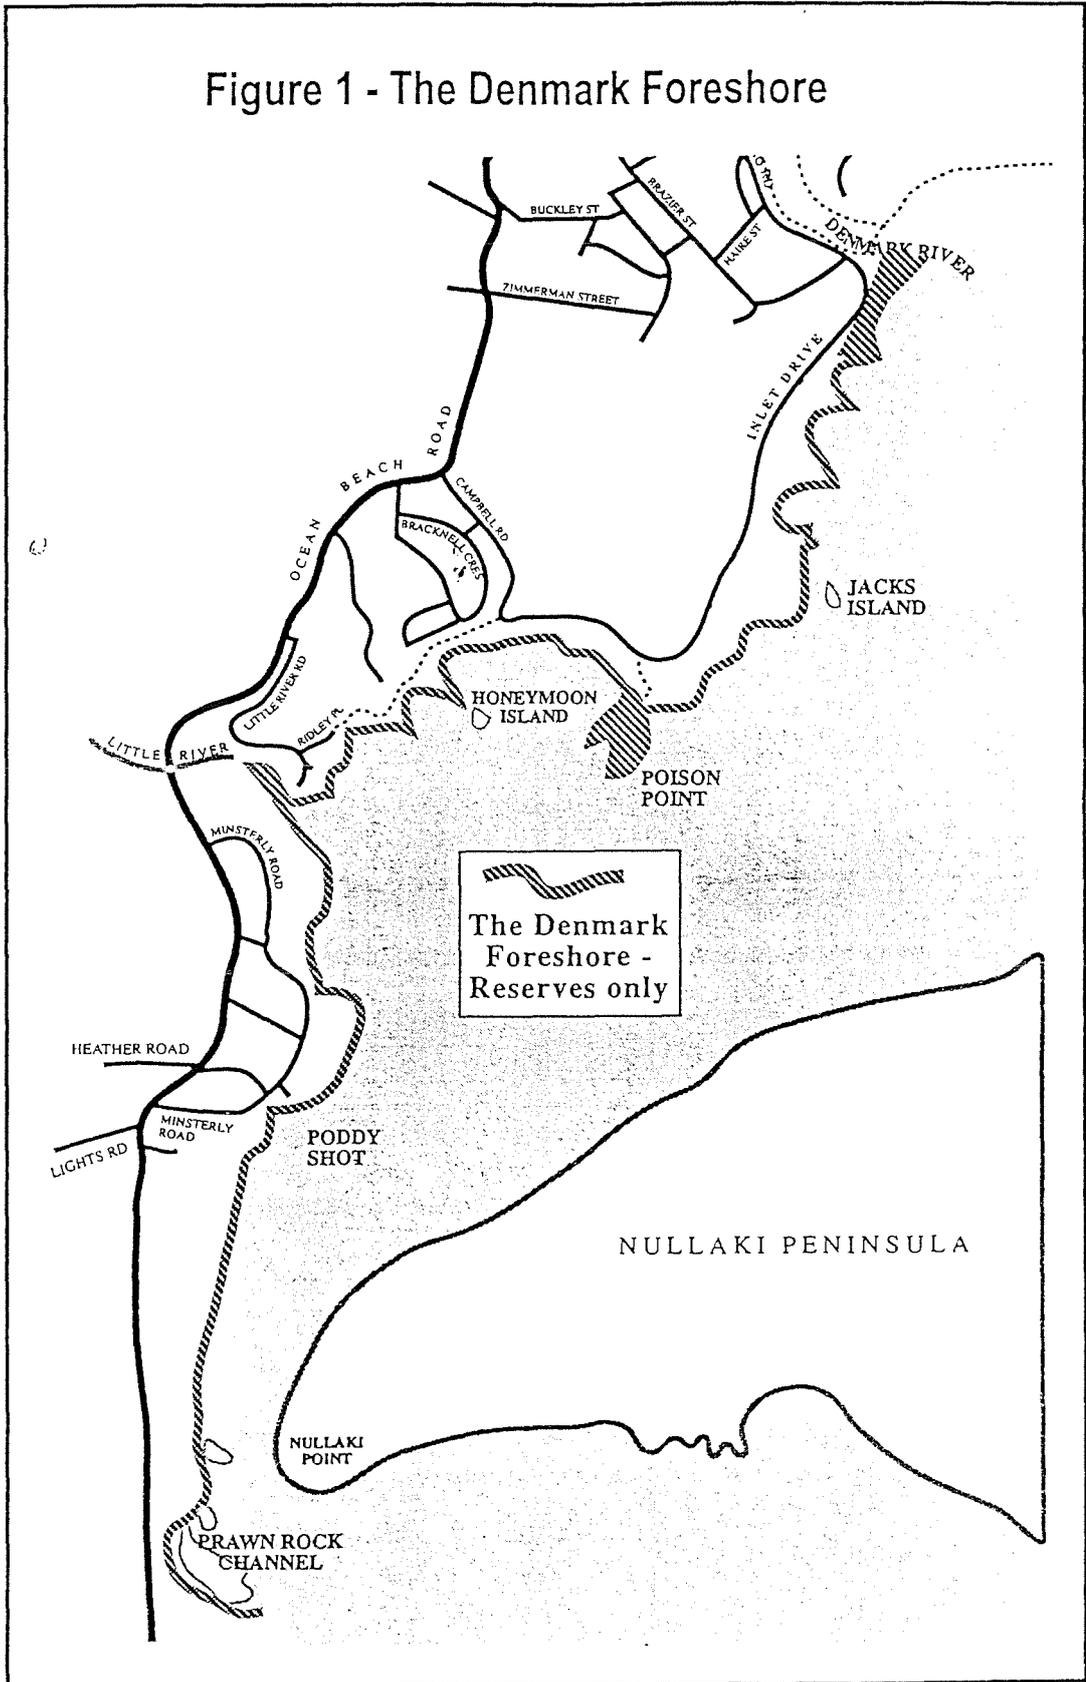 Figure 1 - The Denmark Foreshore
BUCKLEY ST
BRAZIER ST
HAIRE ST
DENMARK RIVER
ZIMMERMAN STREET
INLET DRIVE
OCEAN BEACH ROAD
CAMPBELL RD
BRACKNELL CRES
JACKS
ISLAND
LITTLE RIVER RD
HONEYMOON
ISLAND
RIDLEY PL
LITTLE RIVER
POISON
POINT
MINSTERLY ROAD
The Denmark
Foreshore -
Reserves only
HEATHER ROAD
MINSTERLY
ROAD
LIGHTS RD
PODDY
SHOT
NULLAKI PENINSULA
NULLAKI
POINT
PRAWN ROCK
CHANNEL